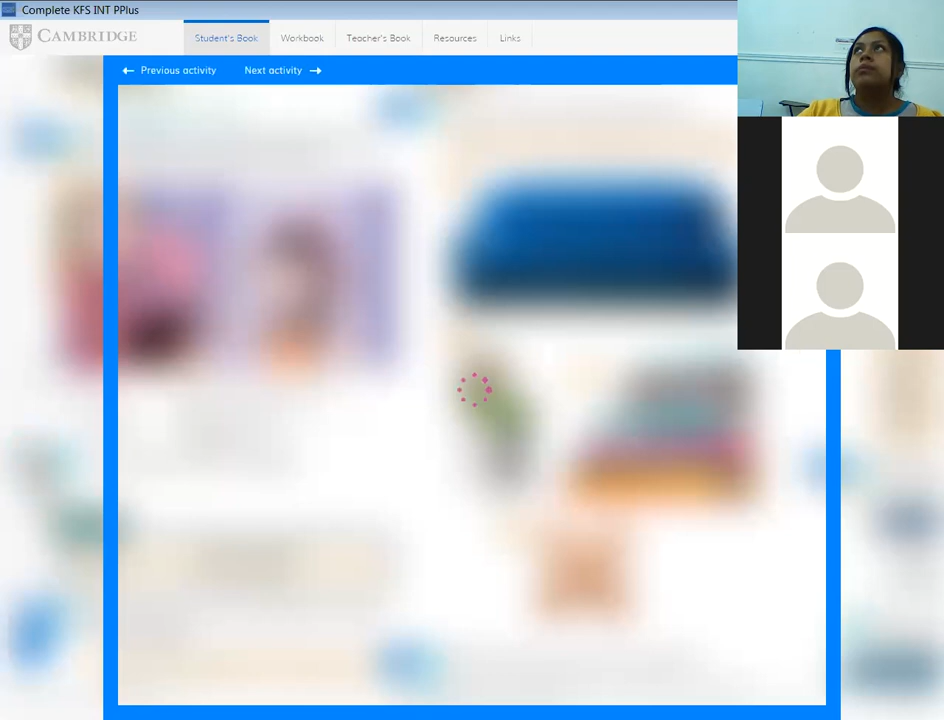 Complete KFS INT PPlus
CAMBRIDGE
Student's Book Workbook Teacher's Book Resources Links
Previous activity Next activity